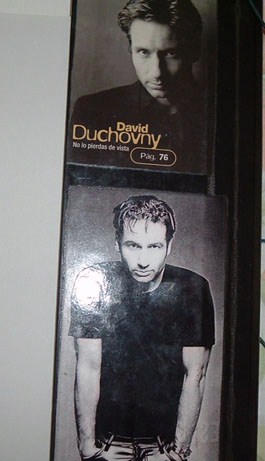 David
Duchovny
No lo pierdas de vista
Pág. 76